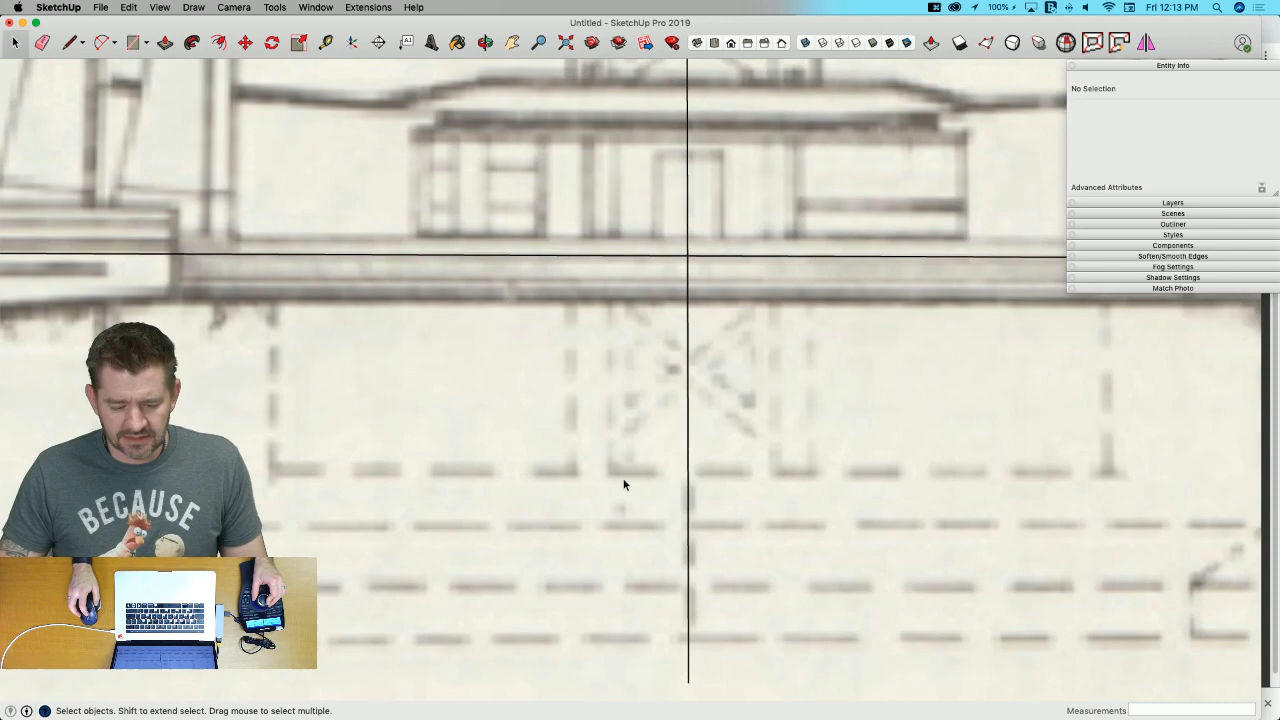 SketchUp File Edit View Draw Camera Tools Window Extensions Help 100% Fri 12:13 PM
Untitled - SketchUp Pro 2019
A1
Entity Info
No Selection
Advanced Attributes
Layers
Scenes
Outliner
Styles
Components
Soften/Smooth Edges
Fog Settings
Shadow Settings
Match Photo
BECAUSE
Select objects. Shift to extend select. Drag mouse to select multiple.
Measurements